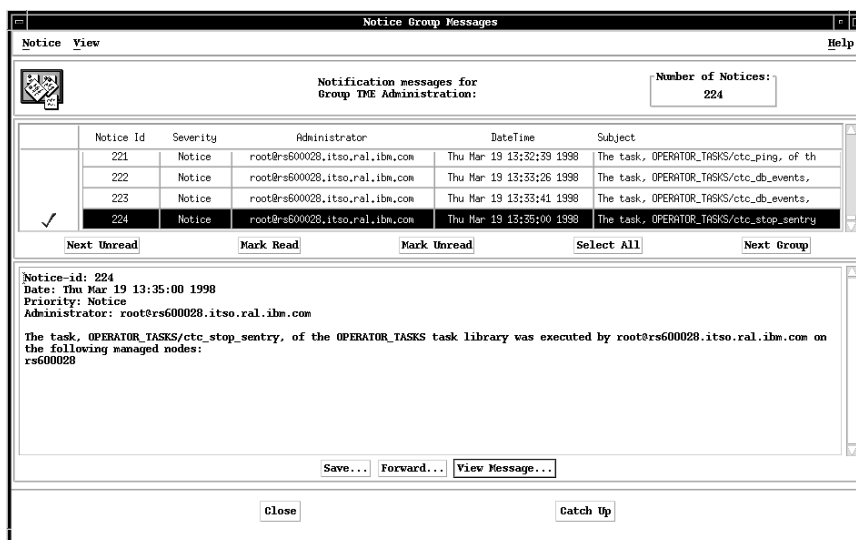 Notice Group Messages
Notice View Help
Notification messages for
Group TME Administration:
Number of Notices:
224
Notice Id Severity Administrator DateTime Subject
221 Notice root@rs600028.itso.ral.ibm.com Thu Mar 19 13:32:39 1998 The task, OPERATOR_TASKS/ctc_ping, of th
222 Notice root@rs600028.itso.ral.ibm.com Thu Mar 19 13:33:26 1998 The task, OPERATOR_TASKS/ctc_db_events,
223 Notice root@rs600028.itso.ral.ibm.com Thu Mar 19 13:33:41 1998 The task, OPERATOR_TASKS/ctc_db_events,
224 Notice root@rs600028.itso.ral.ibm.com Thu Mar 19 13:35:00 1998 The task, OPERATOR_TASKS/ctc_stop_sentry
Next Unread Mark Read Mark Unread Select All Next Group
Notice-id: 224
Date: Thu Mar 19 13:35:00 1998
Priority: Notice
Administrator: root@rs600028.itso.ral.ibm.com
The task, OPERATOR_TASKS/ctc_stop_sentry, of the OPERATOR_TASKS task library was executed by root@rs600028.itso.ral.ibm.com on
the following managed nodes:
rs600028
Save... Forward... View Message...
Close Catch Up